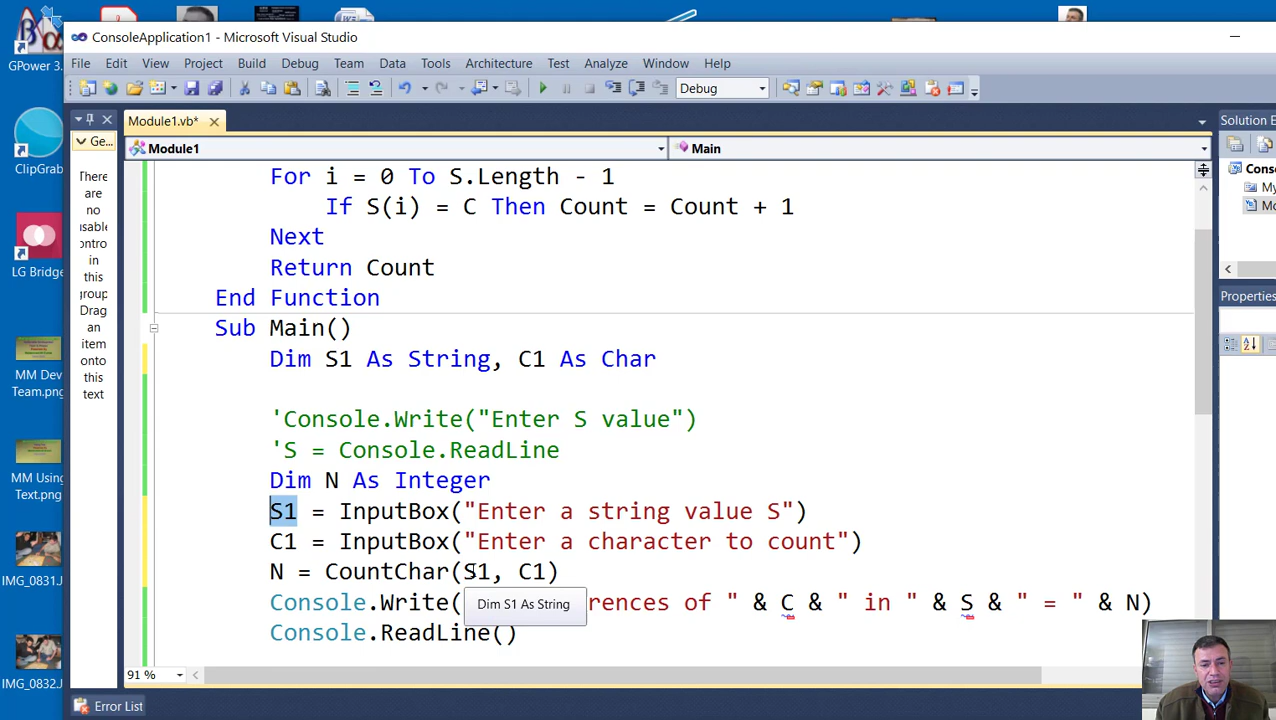 GPower 3.
ClipGrab
LG Bridge
MM Dev
Team.png
MM Using
Text.png
IMG_0831.J
IMG_0832.J
ConsoleApplication1 - Microsoft Visual Studio
File Edit View Project Build Debug Team Data Tools Architecture Test Analyze Window Help
Debug
Module1.vb*
Ge...
There
are
no
usable
ontro
in
this
group
Drag
an
item
onto
this
text
Module1
Main
For i = 0 To S.Length - 1
If S(i) = C Then Count = Count + 1
Next
Return Count
End Function
Sub Main()
Dim S1 As String, C1 As Char
'Console.Write("Enter S value")
'S = Console.ReadLine
Dim N As Integer
S1 = InputBox("Enter a string value S")
C1 = InputBox("Enter a character to count")
N = CountChar(S1, C1)
Console.Write( rences of " & C & " in " & S & " = " & N)
Dim S1 As String
Console.ReadLine()
91 %
Error List
Solution E
Conso
My
Mo
Properties